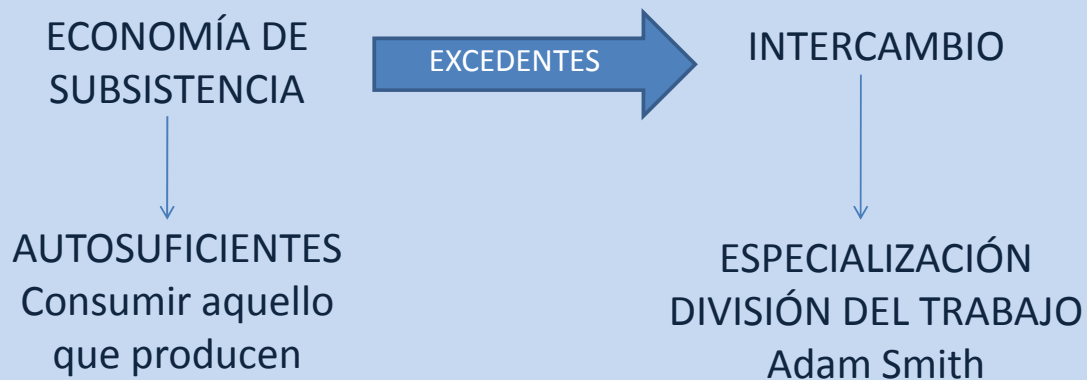 ECONOMÍA DE
SUBSISTENCIA
EXCEDENTES
INTERCAMBIO
AUTOSUFICIENTES
Consumir aquello
que producen
ESPECIALIZACIÓN
DIVISIÓN DEL TRABAJO
Adam Smith